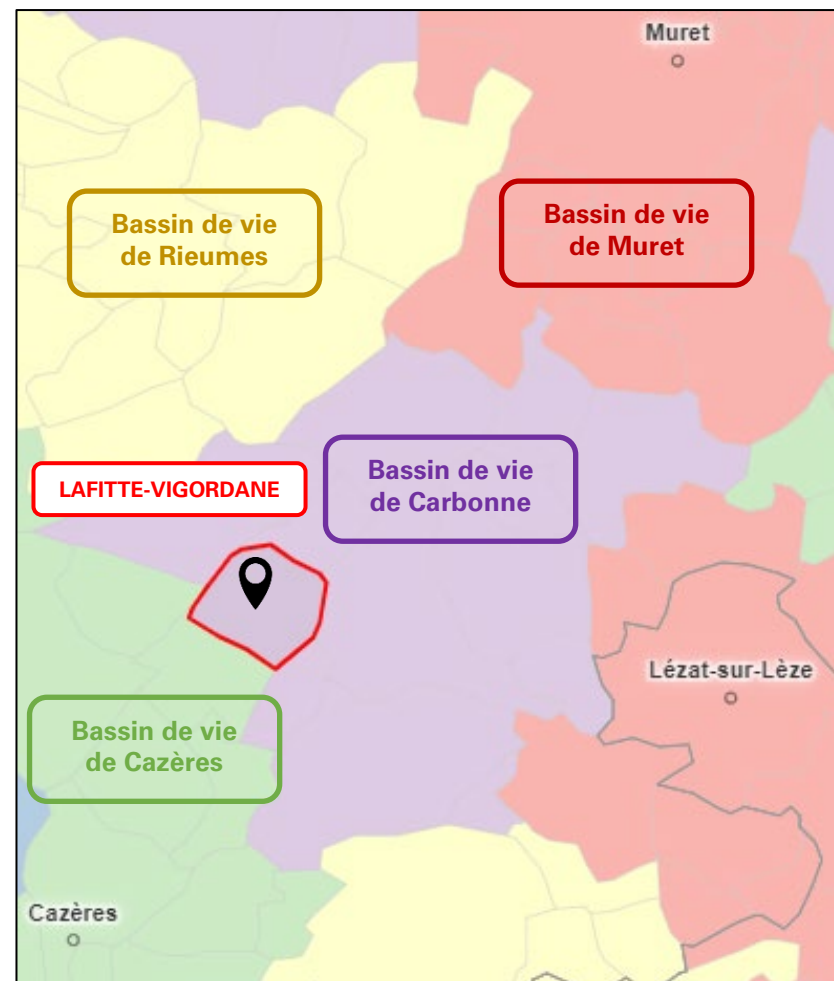 Muret
Bassin de vie
de Rieumes
Bassin de vie
de Muret
LAFITTE-VIGORDANE
Bassin de vie
de Carbonne
Lézat-sur-Lèze
Bassin de vie
de Cazères
Cazères